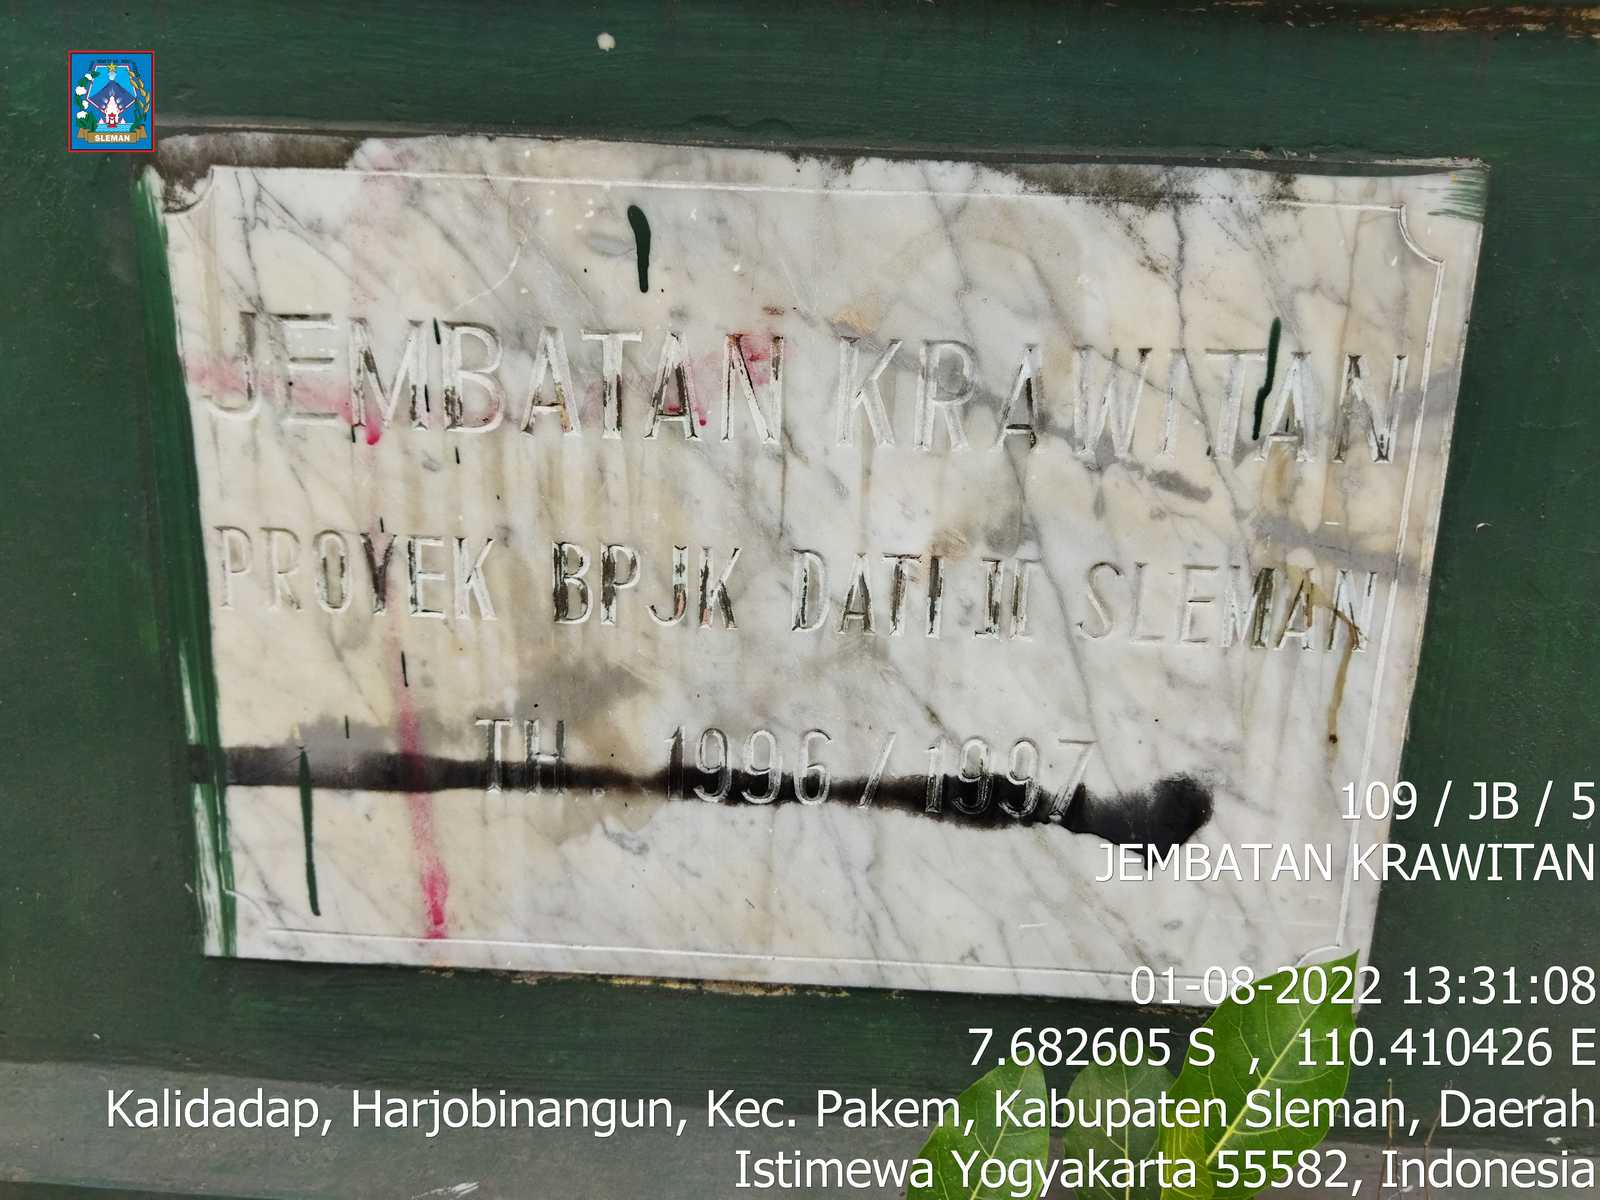 SLEMAN
JEMBATAN KRAWITAN
PROYEK BPJK DATI II SLEMAN
TH. 1996 / 1997
109 / JB / 5
JEMBATAN KRAWITAN
01-08-2022 13:31:08
7.682605 S , 110.410426 E
Kalidadap, Harjobinangun, Kec. Pakem, Kabupaten Sleman, Daerah
Istimewa Yogyakarta 55582, Indonesia